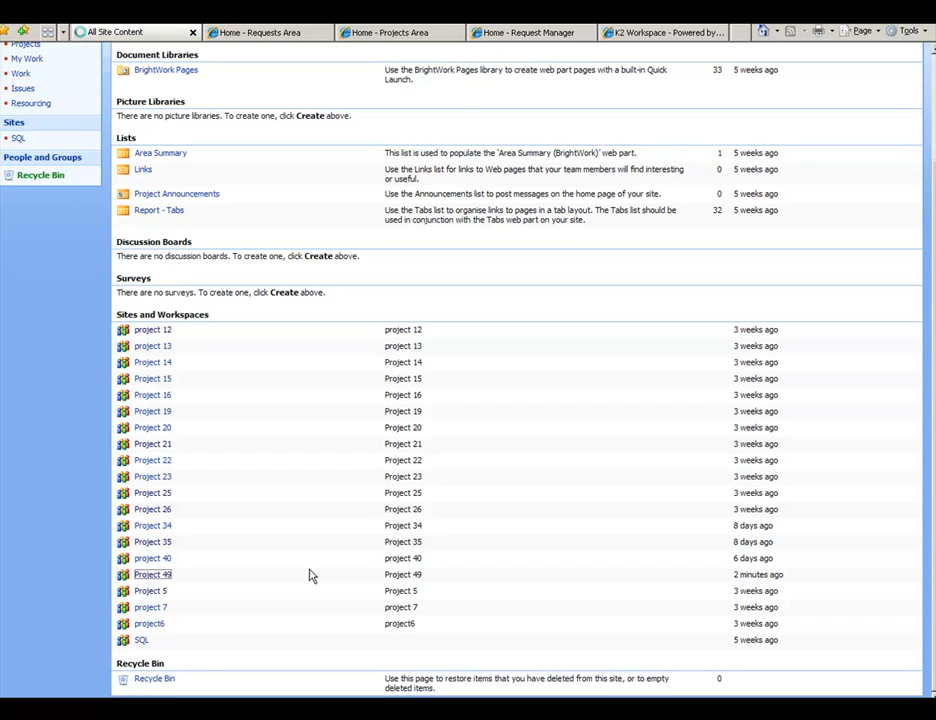 All Site Content
Home - Requests Area
Home - Projects Area
Home - Request Manager
K2 Workspace - Powered by...
Page
Tools
Projects
My Work
Work
Issues
Resourcing
Sites
SQL
People and Groups
Recycle Bin
Document Libraries
BrightWork Pages
Use the BrightWork Pages library to create web part pages with a built-in Quick
Launch.
33
5 weeks ago
Picture Libraries
There are no picture libraries. To create one, click Create above.
Lists
Area Summary
This list is used to populate the 'Area Summary (BrightWork)' web part.
1
5 weeks ago
Links
Use the Links list for links to Web pages that your team members will find interesting
or useful.
0
5 weeks ago
Project Announcements
Use the Announcements list to post messages on the home page of your site.
0
5 weeks ago
Report - Tabs
Use the Tabs list to organise links to pages in a tab layout. The Tabs list should be
used in conjunction with the Tabs web part on your site.
32
5 weeks ago
Discussion Boards
There are no discussion boards. To create one, click Create above.
Surveys
There are no surveys. To create one, click Create above.
Sites and Workspaces
project 12 project 12 3 weeks ago
project 13 project 13 3 weeks ago
Project 14 Project 14 3 weeks ago
Project 15 Project 15 3 weeks ago
Project 16 Project 16 3 weeks ago
Project 19 Project 19 3 weeks ago
Project 20 Project 20 3 weeks ago
Project 21 Project 21 3 weeks ago
Project 22 Project 22 3 weeks ago
Project 23 Project 23 3 weeks ago
Project 25 Project 25 3 weeks ago
Project 26 Project 26 3 weeks ago
Project 34 Project 34 8 days ago
Project 35 Project 35 8 days ago
project 40 project 40 6 days ago
Project 49 Project 49 2 minutes ago
Project 5 Project 5 3 weeks ago
project 7 project 7 3 weeks ago
project6 project6 3 weeks ago
SQL 5 weeks ago
Recycle Bin
Recycle Bin
Use this page to restore items that you have deleted from this site, or to empty
deleted items.
0